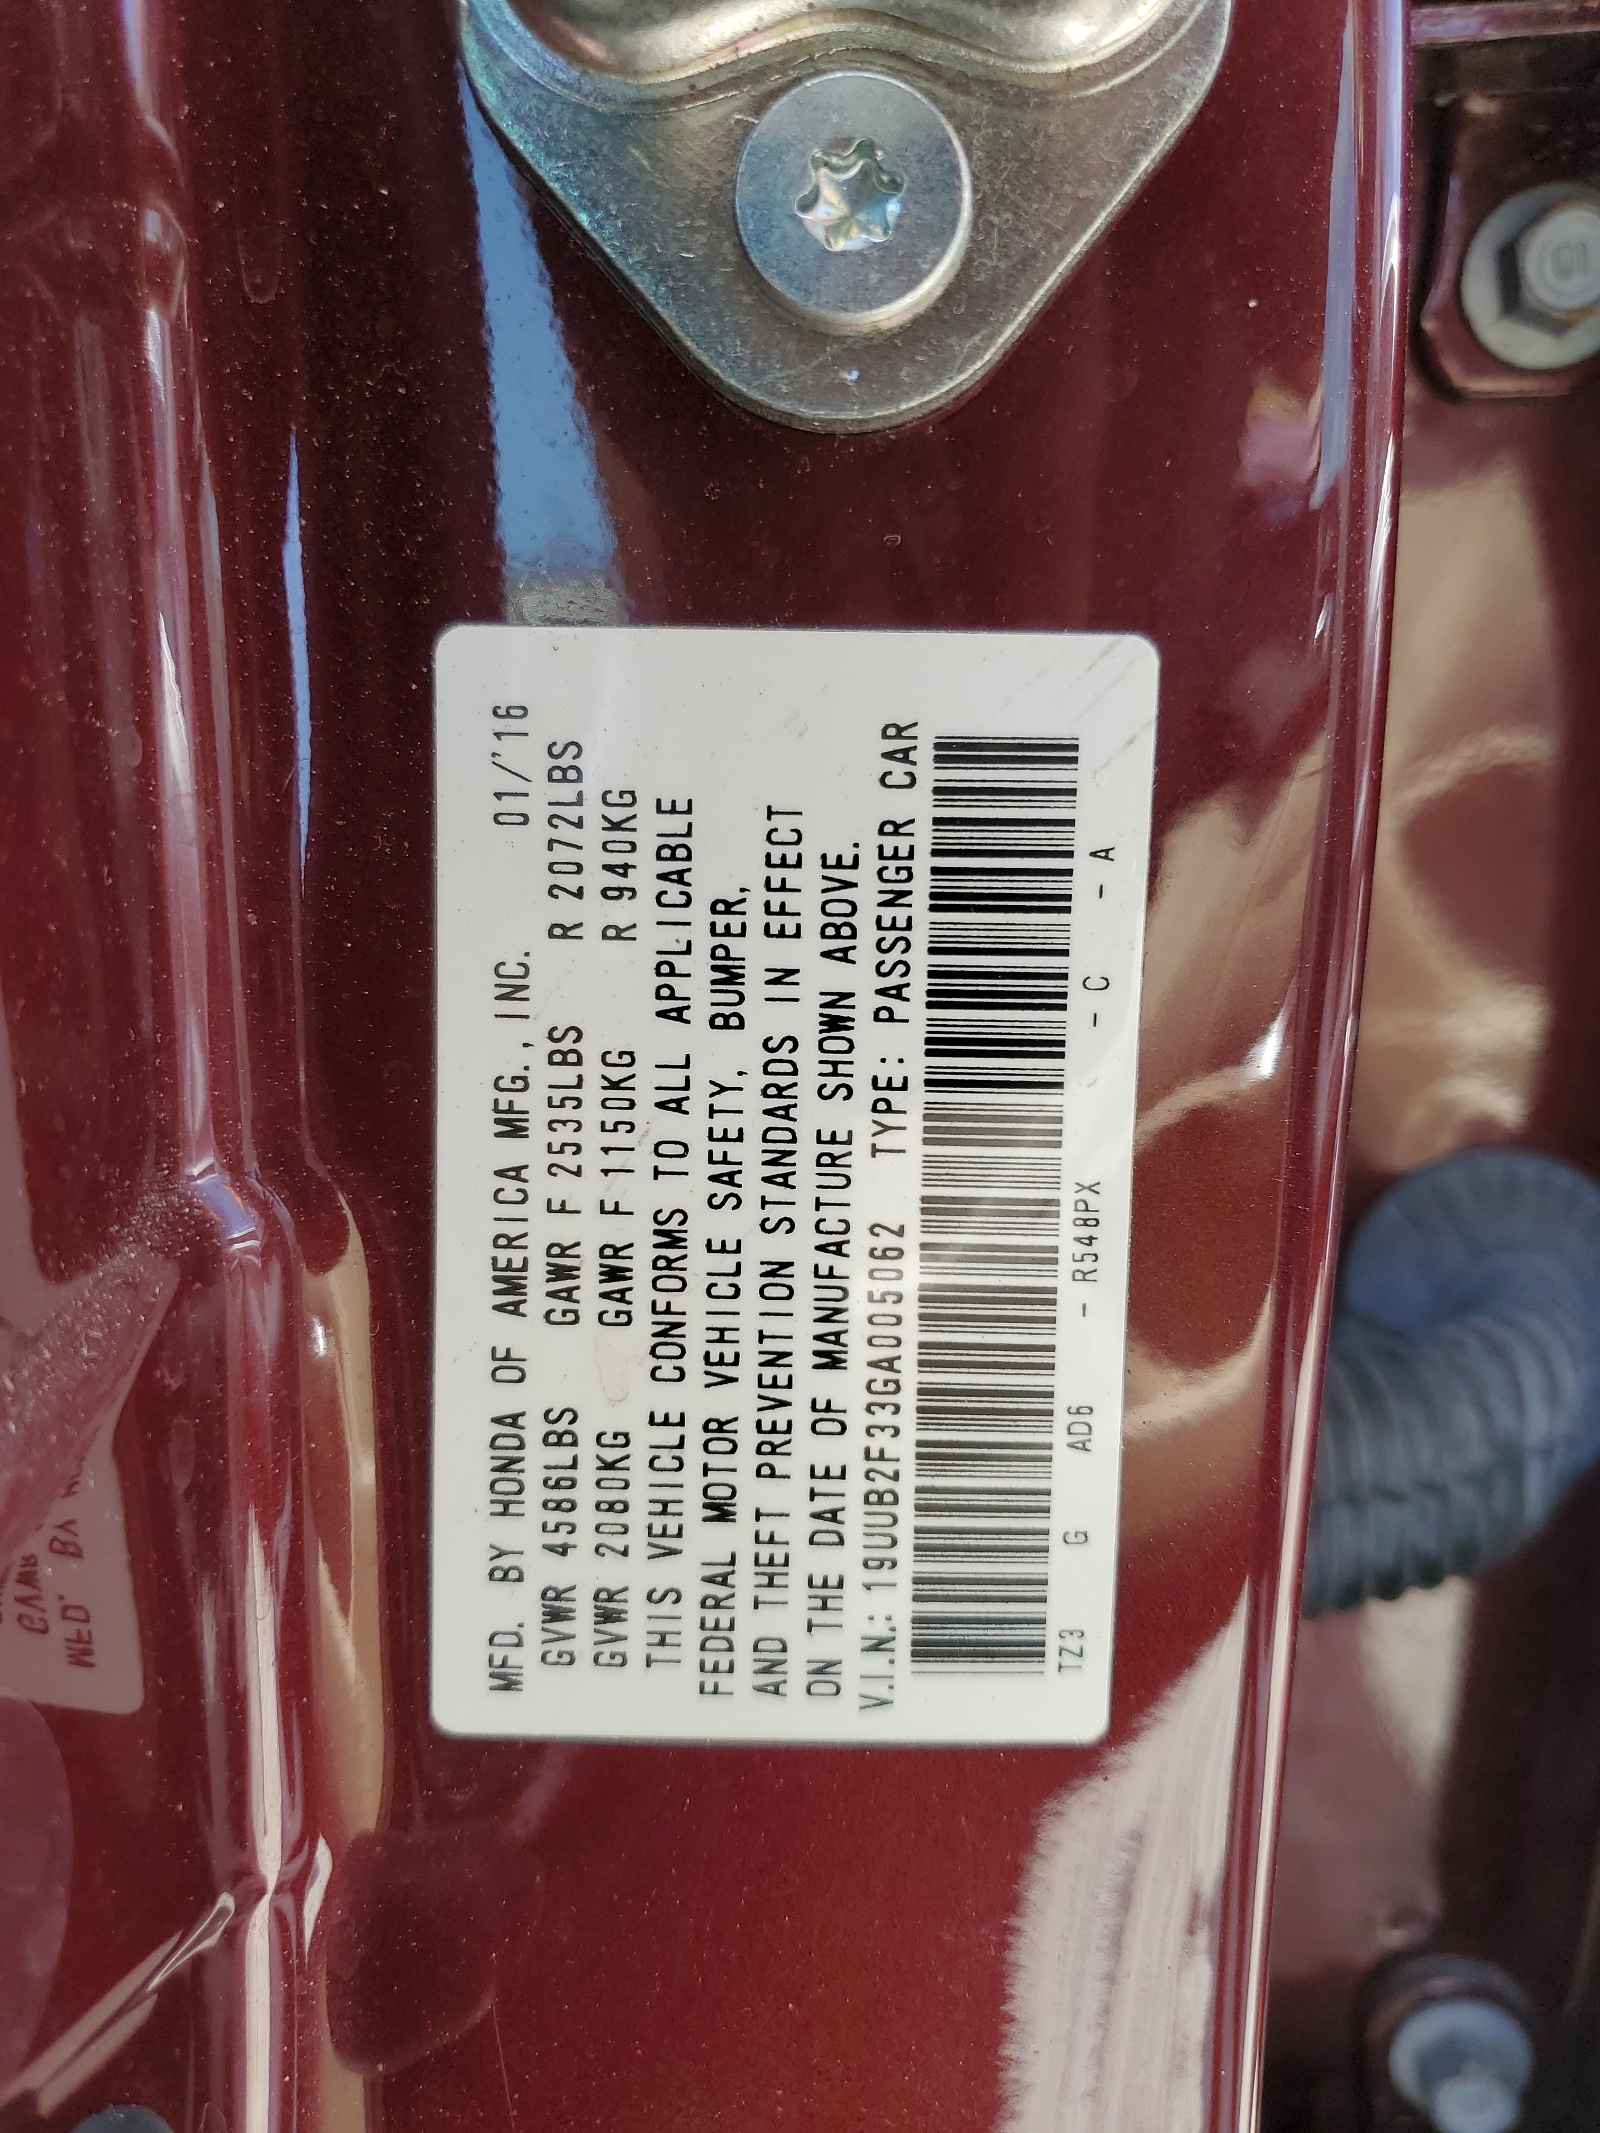 MFD. BY HONDA OF AMERICA MFG., INC. 01/'16
GVWR 4586LBS GAWR F 2535LBS R 2072LBS
GVWR 2080KG GAWR F 1150KG R 940KG
THIS VEHICLE CONFORMS TO ALL APPLICABLE
FEDERAL MOTOR VEHICLE SAFETY, BUMPER,
AND THEFT PREVENTION STANDARDS IN EFFECT
ON THE DATE OF MANUFACTURE SHOWN ABOVE.
V.I.N.: 19UUB2F33GA005062 TYPE: PASSENGER CAR
TZ3 G AD6 - R548PX - C - A